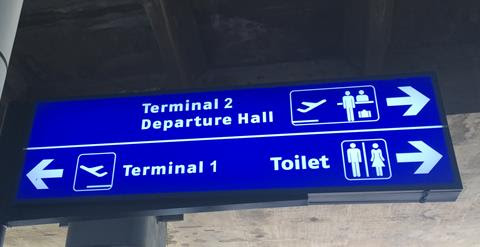 Terminal 2
Departure Hall
Terminal 1 Toilet